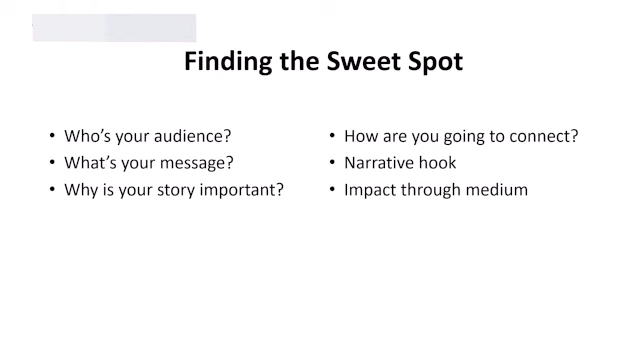 Finding the Sweet Spot
• Who's your audience?
• What's your message?
• Why is your story important?
• How are you going to connect?
• Narrative hook
• Impact through medium